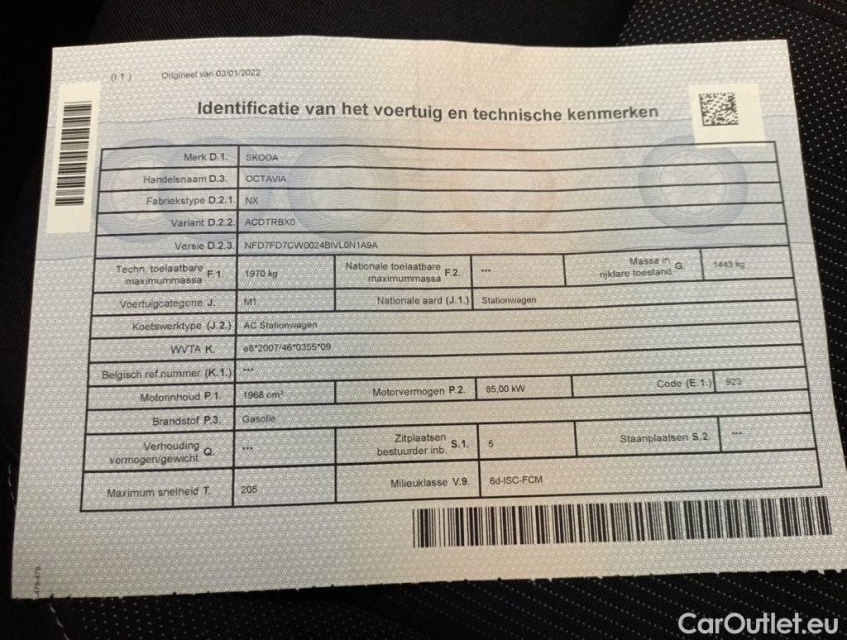 (I.1) Origineel van 03/01/2022
Identificatie van het voertuig en technische kenmerken
Merk D.1. SKODA
Handelsnaam D.3. OCTAVIA
Fabriekstype D.2.1. NX
Variant D.2.2. ACDTRBX0
Versie D.2.3. NFD7FD7CW0024BIVL0N1A9A
Techn. toelaatbare maximummassa F.1. 1970 kg Nationale toelaatbare maximummassa F.2. *** Massa in rijklare toestand G. 1443 kg
Voertuigcategorie J. M1 Nationale aard (J.1.) Stationwagen
Koetswerktype (J.2.) AC Stationwagen
WVTA K. e8*2007/46*0355*09
Belgisch ref.nummer (K.1.) ***
Motorinhoud P.1. 1968 cm³ Motorvermogen P.2. 85,00 kW Code (E.1.) 923
Brandstof P.3. Gasolie
Verhouding vermogen/gewicht Q. *** Zitplaatsen bestuurder inb. S.1. 5 Staanplaatsen S.2. ***
Maximum snelheid T. 205 Milieuklasse V.9. 6d-ISC-FCM
CarOutlet.eu